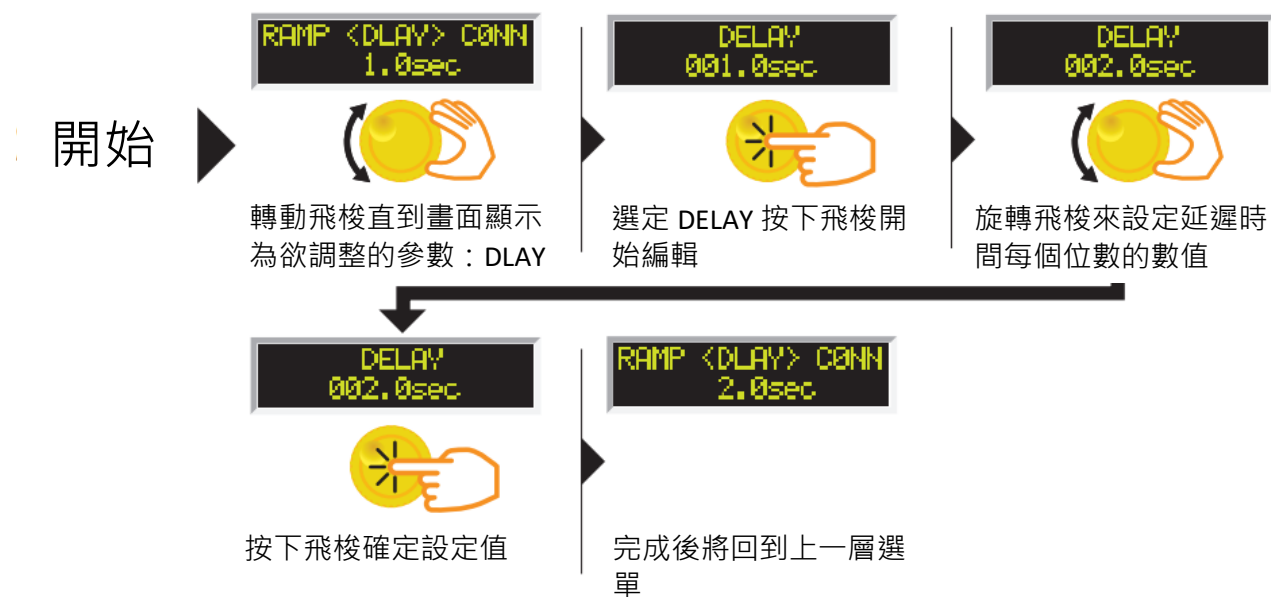 開始
RAMP <DLAY> CONN
1.0sec
轉動飛梭直到畫面顯示
為欲調整的參數：DLAY
DELAY
001.0sec
選定 DELAY 按下飛梭開
始編輯
DELAY
002.0sec
旋轉飛梭來設定延遲時
間每個位數的數值
DELAY
002.0sec
按下飛梭確定設定值
RAMP <DLAY> CONN
2.0sec
完成後將回到上一層選
單